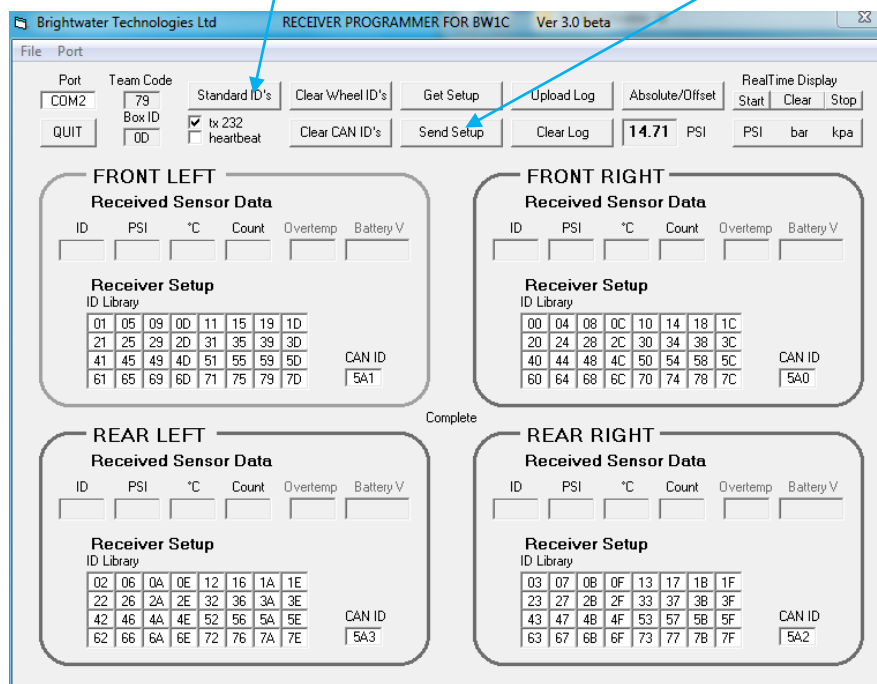 Brightwater Technologies Ltd RECEIVER PROGRAMMER FOR BW1C Ver 3.0 beta
File Port
Port Team Code Standard ID's Clear Wheel ID's Get Setup Upload Log Absolute/Offset RealTime Display
COM2 79 Start Clear Stop
Box ID tx 232
QUIT 0D heartbeat Clear CAN ID's Send Setup Clear Log 14.71 PSI PSI bar kpa
FRONT LEFT
Received Sensor Data
ID PSI °C Count Overtemp Battery V
Receiver Setup
ID Library
01 05 09 0D 11 15 19 1D
21 25 29 2D 31 35 39 3D
41 45 49 4D 51 55 59 5D CAN ID
61 65 69 6D 71 75 79 7D 5A1
FRONT RIGHT
Received Sensor Data
ID PSI °C Count Overtemp Battery V
Receiver Setup
ID Library
00 04 08 0C 10 14 18 1C
20 24 28 2C 30 34 38 3C
40 44 48 4C 50 54 58 5C CAN ID
60 64 68 6C 70 74 78 7C 5A0
Complete
REAR LEFT
Received Sensor Data
ID PSI °C Count Overtemp Battery V
Receiver Setup
ID Library
02 06 0A 0E 12 16 1A 1E
22 26 2A 2E 32 36 3A 3E
42 46 4A 4E 52 56 5A 5E CAN ID
62 66 6A 6E 72 76 7A 7E 5A3
REAR RIGHT
Received Sensor Data
ID PSI °C Count Overtemp Battery V
Receiver Setup
ID Library
03 07 0B 0F 13 17 1B 1F
23 27 2B 2F 33 37 3B 3F
43 47 4B 4F 53 57 5B 5F CAN ID
63 67 6B 6F 73 77 7B 7F 5A2